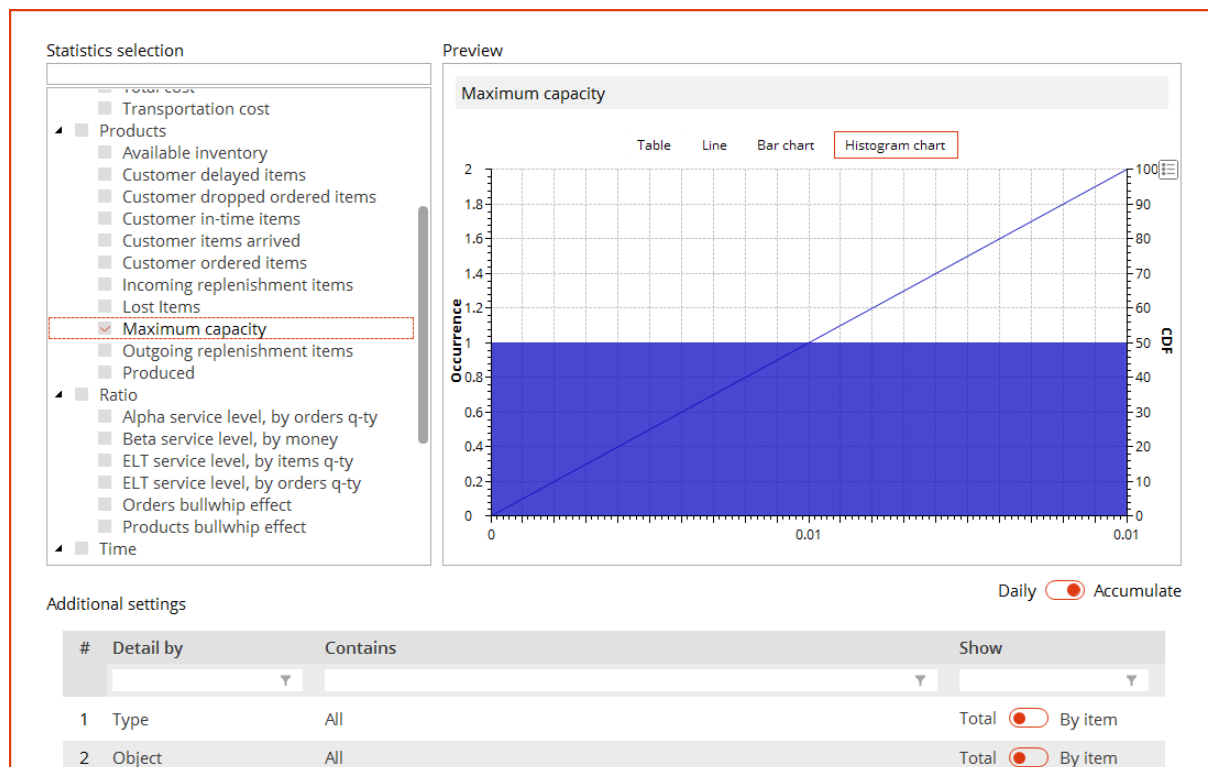 Statistics selection
Preview
Total cost
Transportation cost
Products
Available inventory
Customer delayed items
Customer dropped ordered items
Customer in-time items
Customer items arrived
Customer ordered items
Incoming replenishment items
Lost Items
Maximum capacity
Outgoing replenishment items
Produced
Ratio
Alpha service level, by orders q-ty
Beta service level, by money
ELT service level, by items q-ty
ELT service level, by orders q-ty
Orders bullwhip effect
Products bullwhip effect
Time
Maximum capacity
Table Line Bar chart Histogram chart
2
1.8
1.6
1.4
1.2
1
0.8
0.6
0.4
0.2
0
Occurrence
100
90
80
70
60
50
40
30
20
10
0
CDF
0 0.01 0.01
Daily Accumulate
Additional settings
# Detail by Contains Show
1 Type All Total By item
2 Object All Total By item